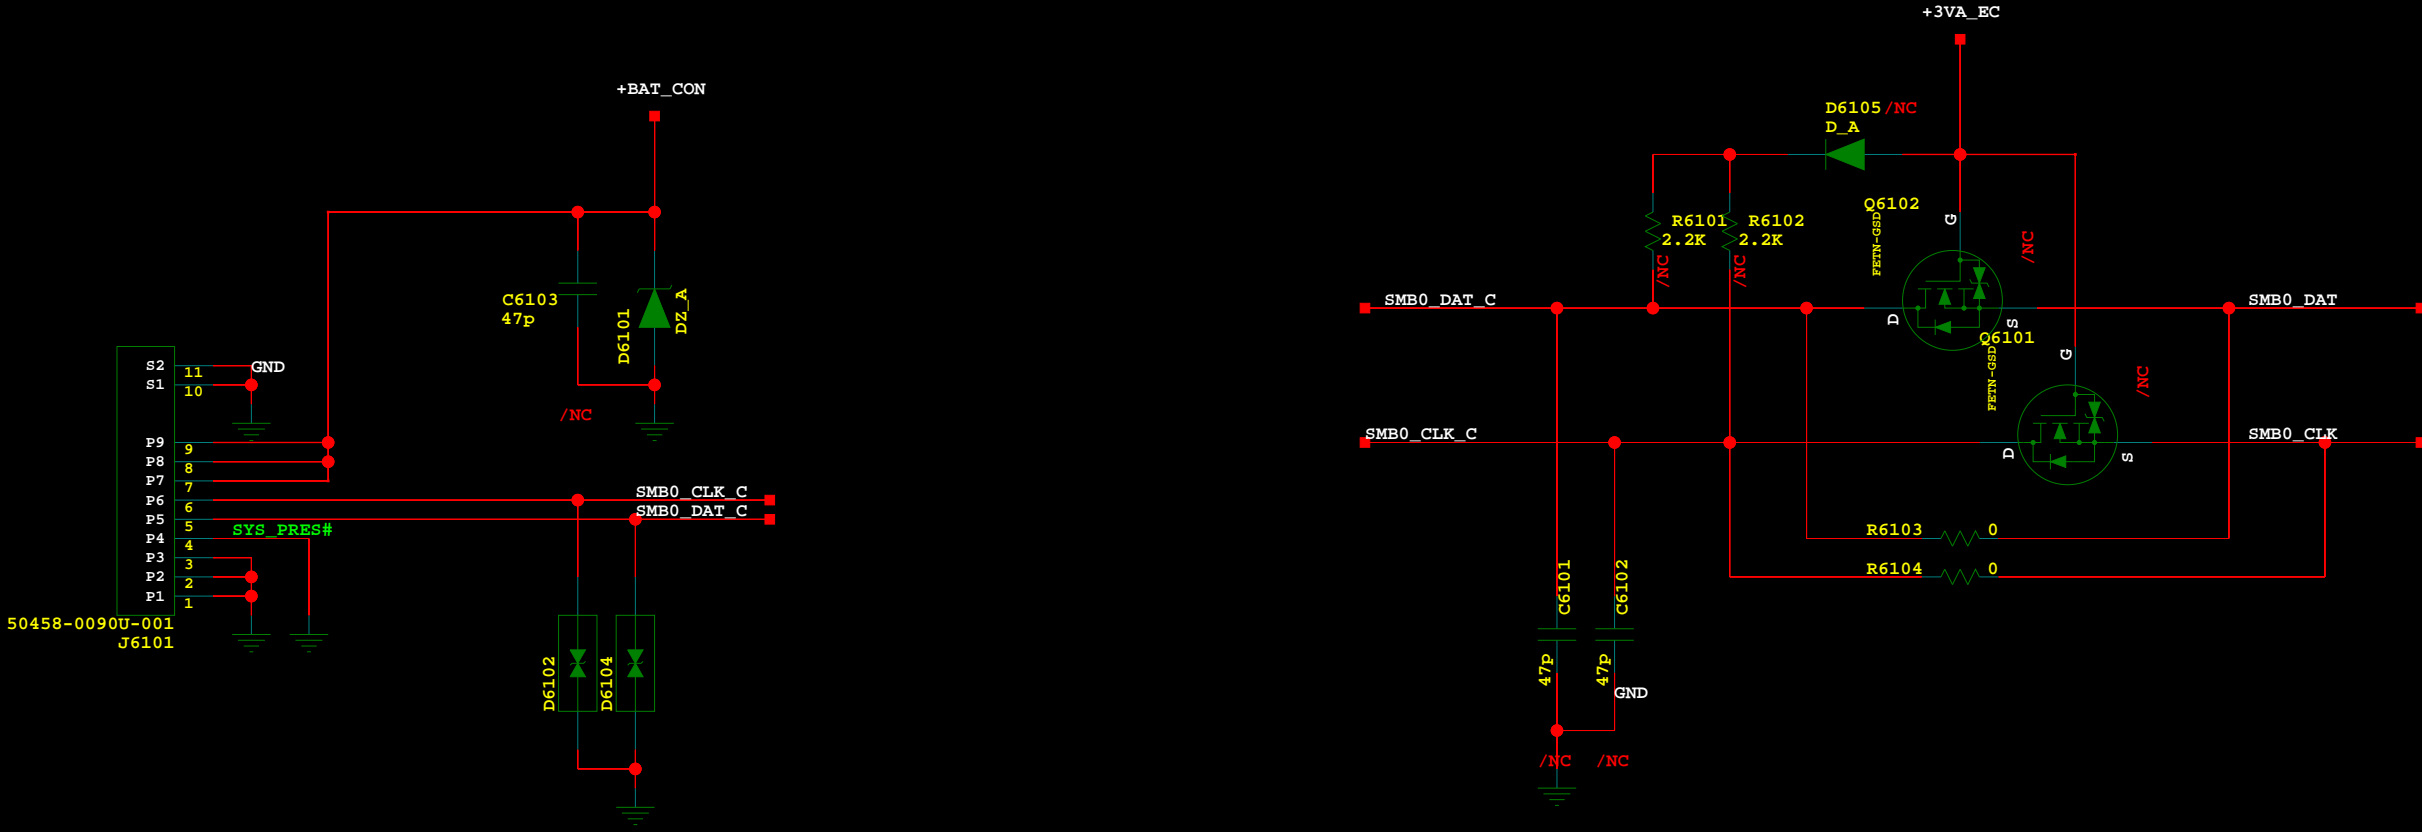 +3VA_EC
+BAT_CON
D6105 /NC
D_A
Q6102
FETN-GSD
G
/NC
R6101
2.2K
/NC
R6102
2.2K
/NC
SMB0_DAT_C
SMB0_DAT
D
S
Q6101
FETN-GSD
G
/NC
C6103
47p
D6101
DZ_A
/NC
S2
11
GND
S1
10
SMB0_CLK_C
SMB0_CLK
D
S
P9
9
P8
8
P7
7
P6
6
SMB0_CLK_C
P5
5
SMB0_DAT_C
SYS_PRES#
P4
4
P3
3
P2
2
P1
1
50458-0090U-001
J6101
R6103
0
R6104
0
C6101
47p
C6102
47p
GND
D6102
D6104
/NC
/NC